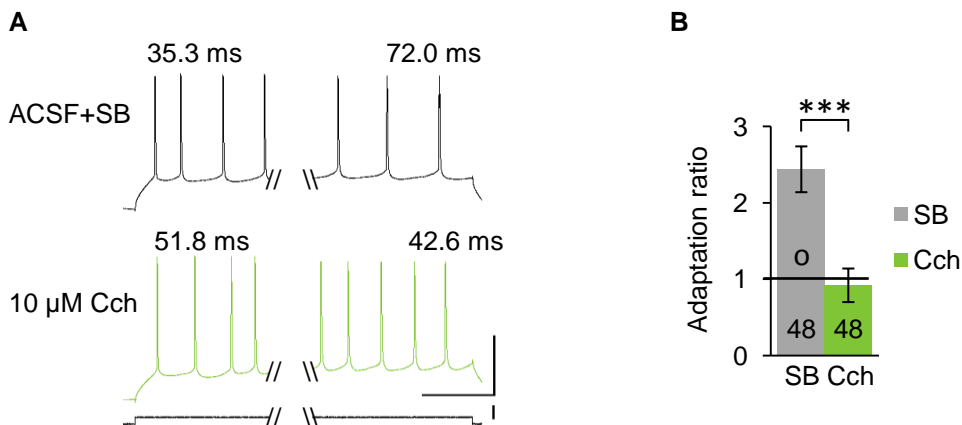 A
35.3 ms
72.0 ms
ACSF+SB
51.8 ms
42.6 ms
10 µM Cch
B
***
Adaptation ratio
3
2
1
0
o
48
48
SB
Cch
SB
Cch